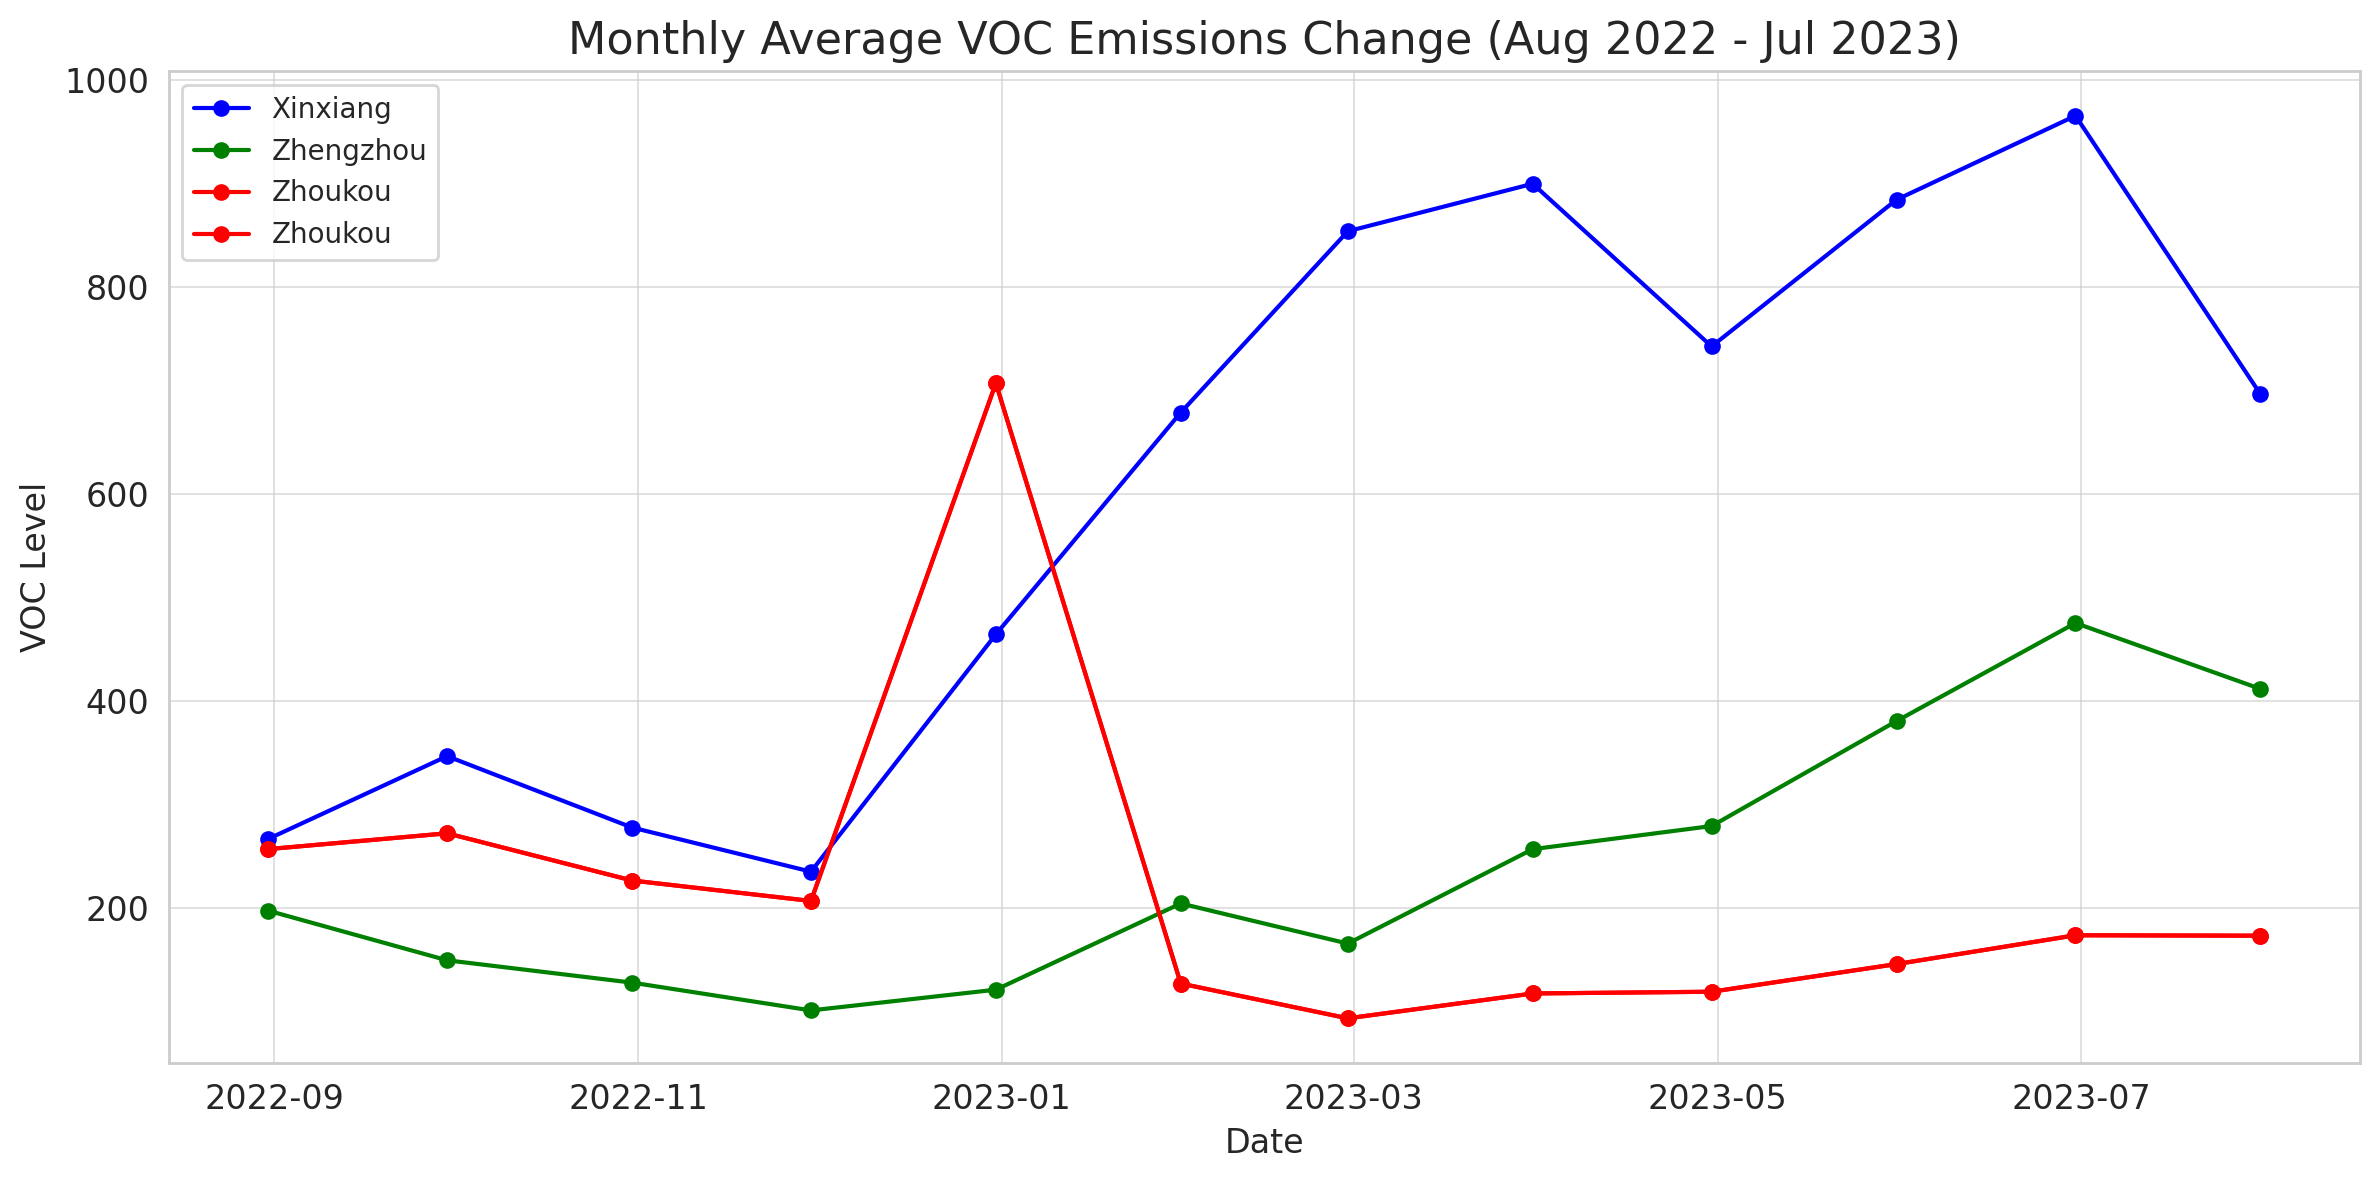 Monthly Average VOC Emissions Change (Aug 2022 - Jul 2023)
1000
800
600
400
200
VOC Level
Xinxiang
Zhengzhou
Zhoukou
Zhoukou
2022-09
2022-11
2023-01
2023-03
2023-05
2023-07
Date